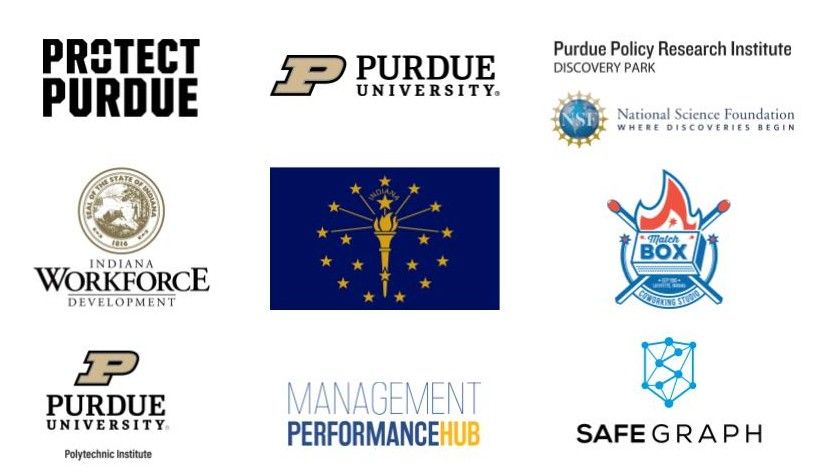 PROTECT
PURDUE
PURDUE
UNIVERSITY®
Purdue Policy Research Institute
DISCOVERY PARK
NSF
National Science Foundation
WHERE DISCOVERIES BEGIN
SEAL OF THE STATE OF INDIANA
1816
INDIANA
WORKFORCE
DEVELOPMENT
INDIANA
Match
BOX
LAFAYETTE, INDIANA
COWORKING STUDIO
PURDUE
UNIVERSITY®
Polytechnic Institute
MANAGEMENT
PERFORMANCEHUB
SAFEGRAPH